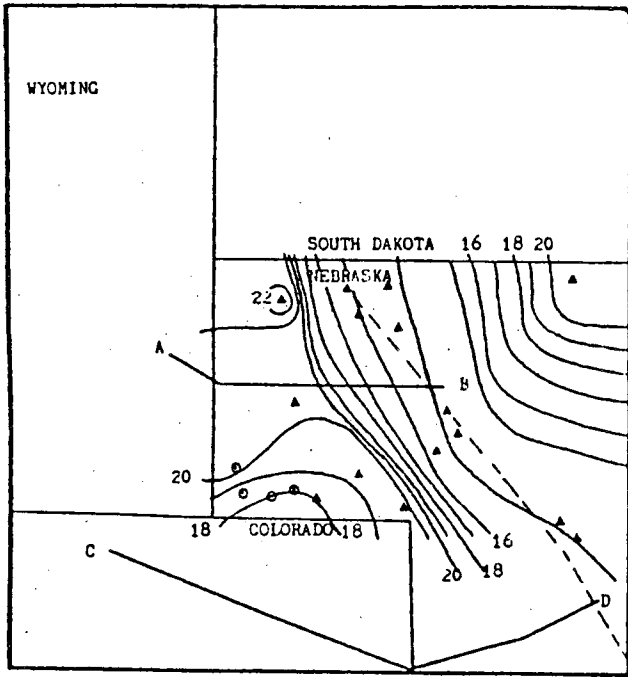 WYOMING
SOUTH DAKOTA 16 18 20
NEBRASKA
22
A
B
20
18 COLORADO 18
16
18
20
C
D